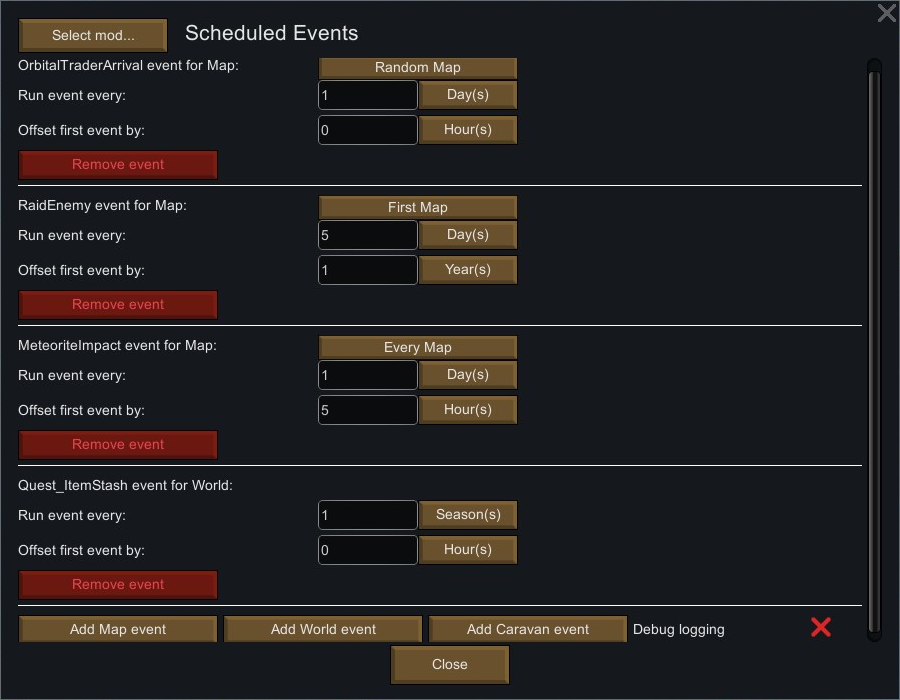 Select mod...
Scheduled Events
OrbitalTraderArrival event for Map:
Random Map
Run event every:
1
Day(s)
Offset first event by:
0
Hour(s)
Remove event
RaidEnemy event for Map:
First Map
Run event every:
5
Day(s)
Offset first event by:
1
Year(s)
Remove event
MeteoriteImpact event for Map:
Every Map
Run event every:
1
Day(s)
Offset first event by:
5
Hour(s)
Remove event
Quest_ItemStash event for World:
Run event every:
1
Season(s)
Offset first event by:
0
Hour(s)
Remove event
Add Map event
Add World event
Add Caravan event
Debug logging
Close